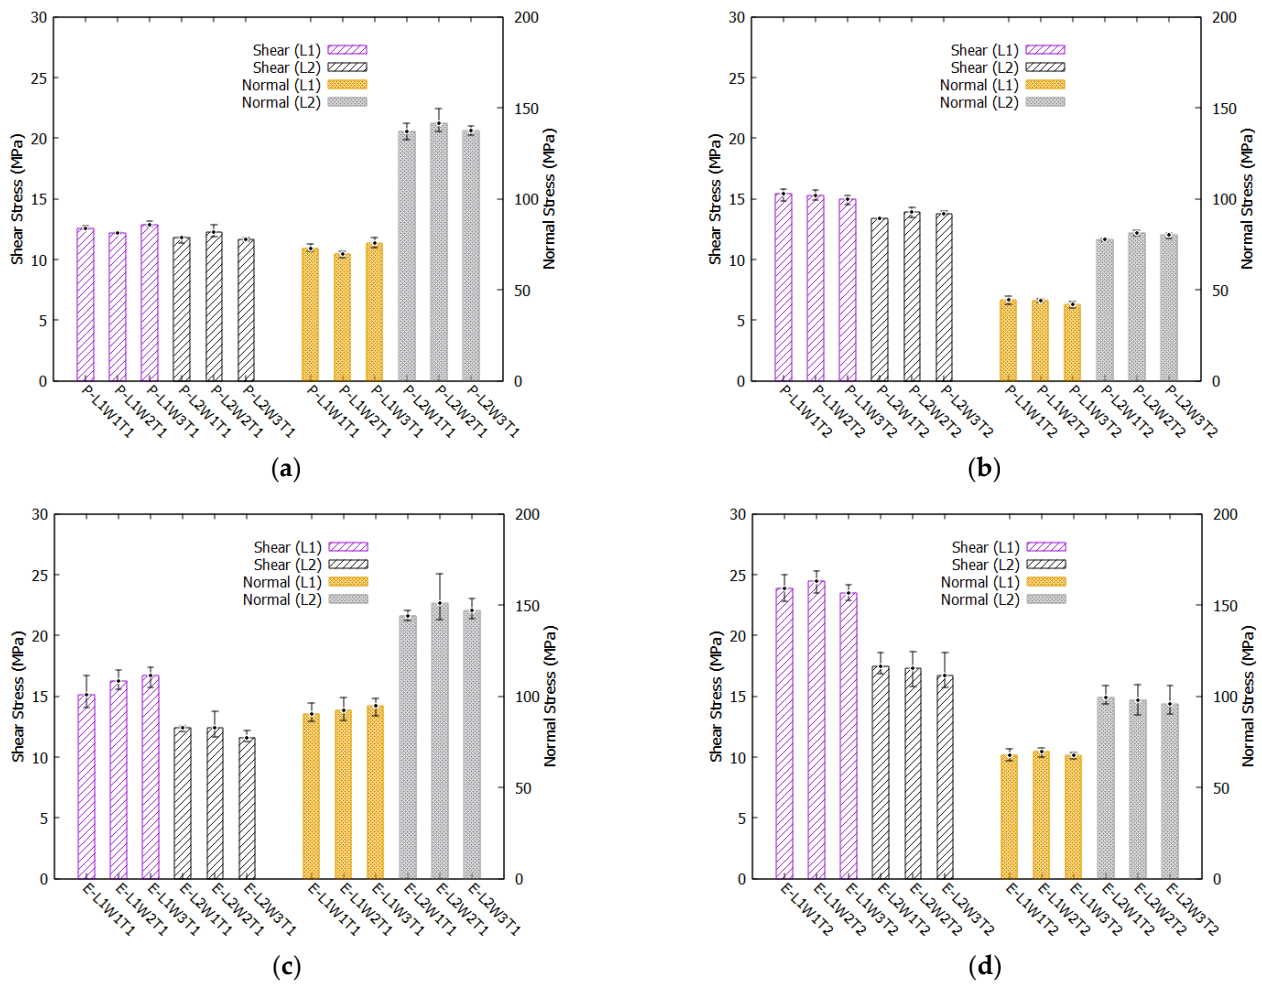 30
25
20
15
10
5
0
Shear Stress (MPa)
Shear (L1)
Shear (L2)
Normal (L1)
Normal (L2)
200
150
100
50
0
Normal Stress (MPa)
P-L1W1T1
P-L1W2T1
P-L1W3T1
P-L2W1T1
P-L2W2T1
P-L2W3T1
P-L1W1T1
P-L1W2T1
P-L1W3T1
P-L2W1T1
P-L2W2T1
P-L2W3T1
(a)
30
25
20
15
10
5
0
Shear Stress (MPa)
Shear (L1)
Shear (L2)
Normal (L1)
Normal (L2)
200
150
100
50
0
Normal Stress (MPa)
P-L1W1T2
P-L1W2T2
P-L1W3T2
P-L2W1T2
P-L2W2T2
P-L2W3T2
P-L1W1T2
P-L1W2T2
P-L1W3T2
P-L2W1T2
P-L2W2T2
P-L2W3T2
(b)
30
25
20
15
10
5
0
Shear Stress (MPa)
Shear (L1)
Shear (L2)
Normal (L1)
Normal (L2)
200
150
100
50
0
Normal Stress (MPa)
E-L1W1T1
E-L1W2T1
E-L1W3T1
E-L2W1T1
E-L2W2T1
E-L2W3T1
E-L1W1T1
E-L1W2T1
E-L1W3T1
E-L2W1T1
E-L2W2T1
E-L2W3T1
(c)
30
25
20
15
10
5
0
Shear Stress (MPa)
Shear (L1)
Shear (L2)
Normal (L1)
Normal (L2)
200
150
100
50
0
Normal Stress (MPa)
E-L1W1T2
E-L1W2T2
E-L1W3T2
E-L2W1T2
E-L2W2T2
E-L2W3T2
E-L1W1T2
E-L1W2T2
E-L1W3T2
E-L2W1T2
E-L2W2T2
E-L2W3T2
(d)